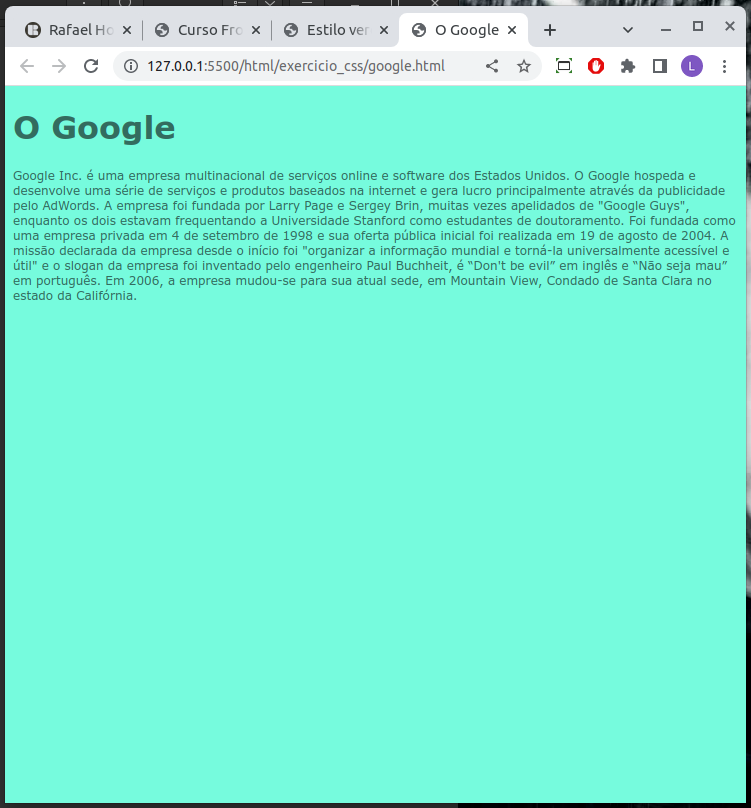 Rafael Ho
Curso Fro
Estilo ver
O Google
127.0.0.1:5500/html/exercicio_css/google.html
L
O Google
Google Inc. é uma empresa multinacional de serviços online e software dos Estados Unidos. O Google hospeda e
desenvolve uma série de serviços e produtos baseados na internet e gera lucro principalmente através da publicidade
pelo AdWords. A empresa foi fundada por Larry Page e Sergey Brin, muitas vezes apelidados de "Google Guys",
enquanto os dois estavam frequentando a Universidade Stanford como estudantes de doutoramento. Foi fundada como
uma empresa privada em 4 de setembro de 1998 e sua oferta pública inicial foi realizada em 19 de agosto de 2004. A
missão declarada da empresa desde o início foi "organizar a informação mundial e torná-la universalmente acessível e
útil" e o slogan da empresa foi inventado pelo engenheiro Paul Buchheit, é “Don't be evil” em inglês e “Não seja mau”
em português. Em 2006, a empresa mudou-se para sua atual sede, em Mountain View, Condado de Santa Clara no
estado da Califórnia.